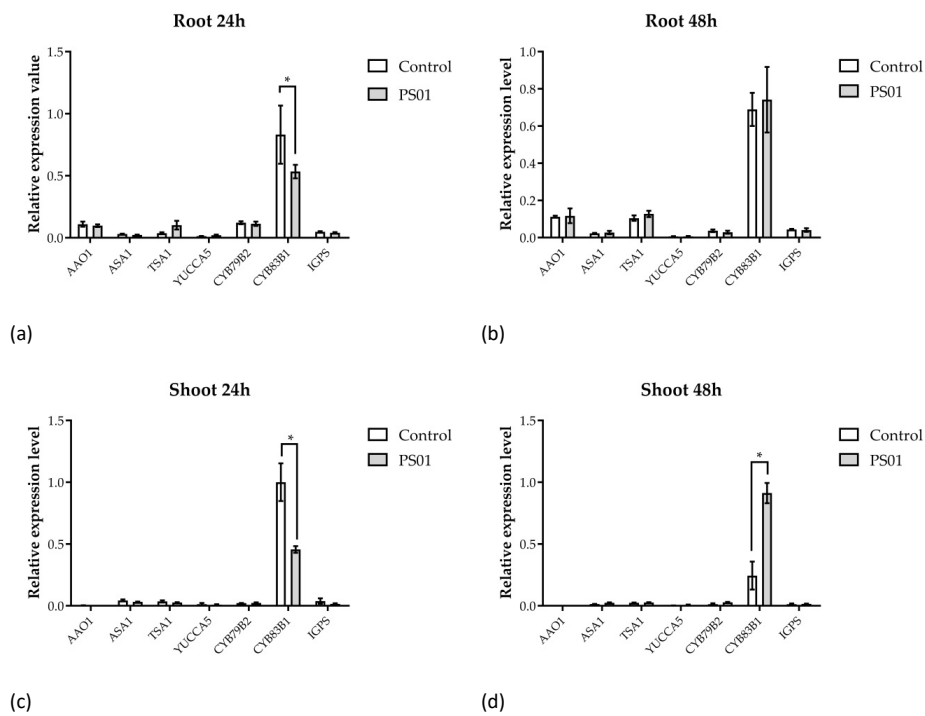 Root 24h
Relative expression value
1.5
1.0
0.5
0.0
*
AAO1
ASA1
TSA1
YUCCA5
CYB79B2
CYB83B1
IGPS
Control
PS01
(a)
Root 48h
Relative expression level
1.0
0.8
0.6
0.4
0.2
0.0
AAO1
ASA1
TSA1
YUCCA5
CYB79B2
CYB83B1
IGPS
Control
PS01
(b)
Shoot 24h
Relative expression level
1.5
1.0
0.5
0.0
*
AAO1
ASA1
TSA1
YUCCA5
CYB79B2
CYB83B1
IGPS
Control
PS01
(c)
Shoot 48h
Relative expression level
1.5
1.0
0.5
0.0
*
AAO1
ASA1
TSA1
YUCCA5
CYB79B2
CYB83B1
IGPS
Control
PS01
(d)